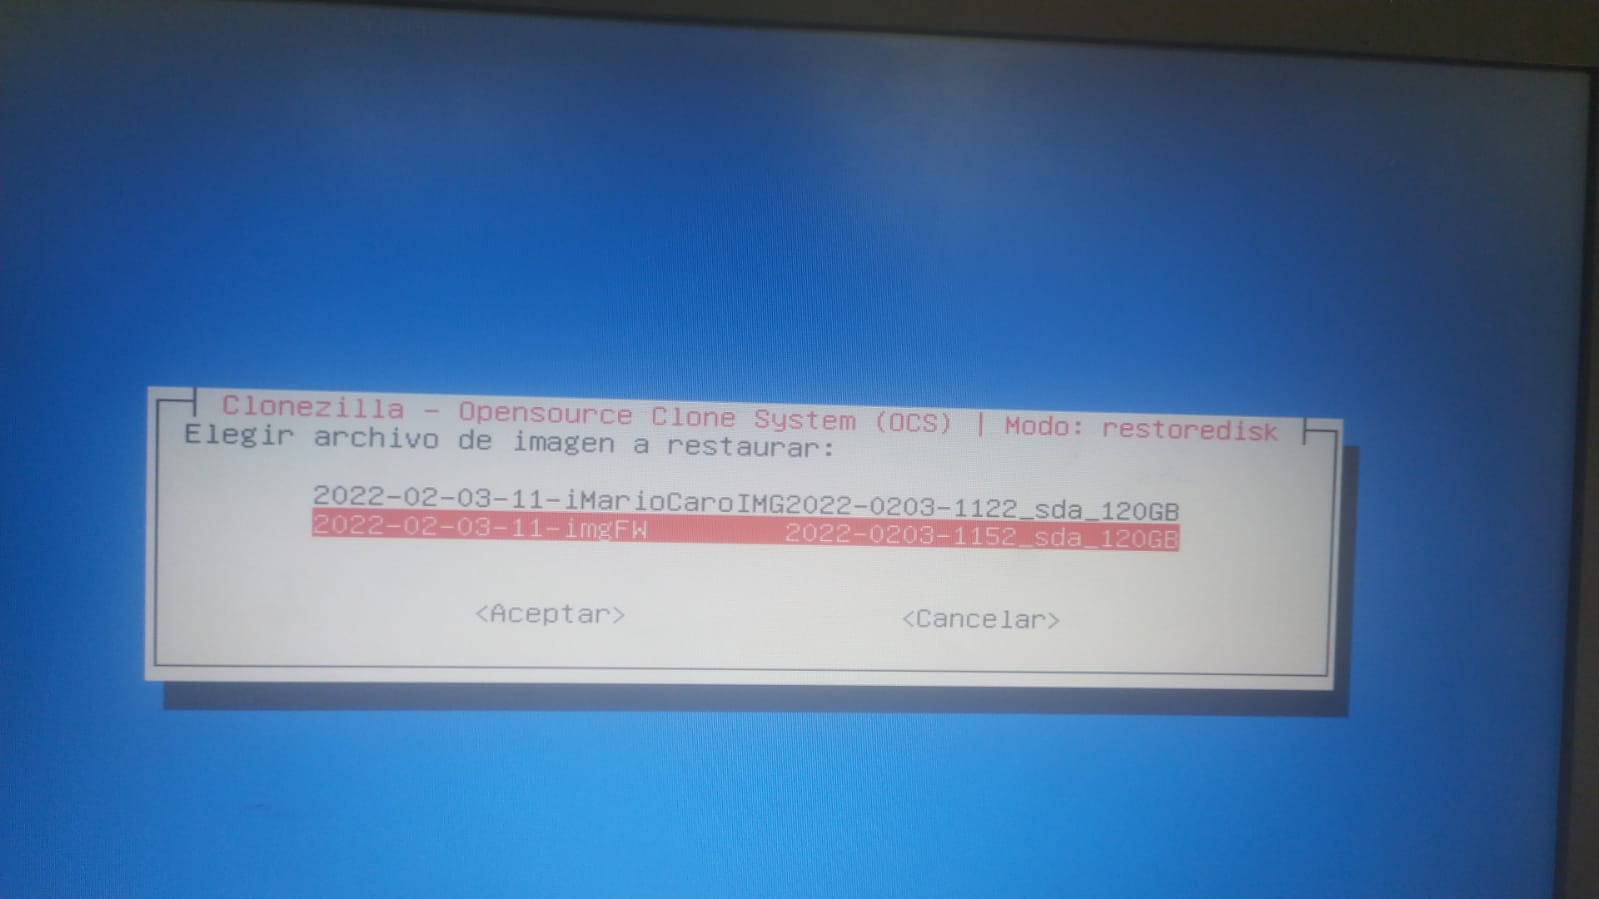 Clonezilla - Opensource Clone System (OCS) | Modo: restoredisk
Elegir archivo de imagen a restaurar:
2022-02-03-11-iMarioCaroIMG2022-0203-1122_sda_120GB
2022-02-03-11-imgFW 2022-0203-1152_sda_120GB
<Aceptar> <Cancelar>